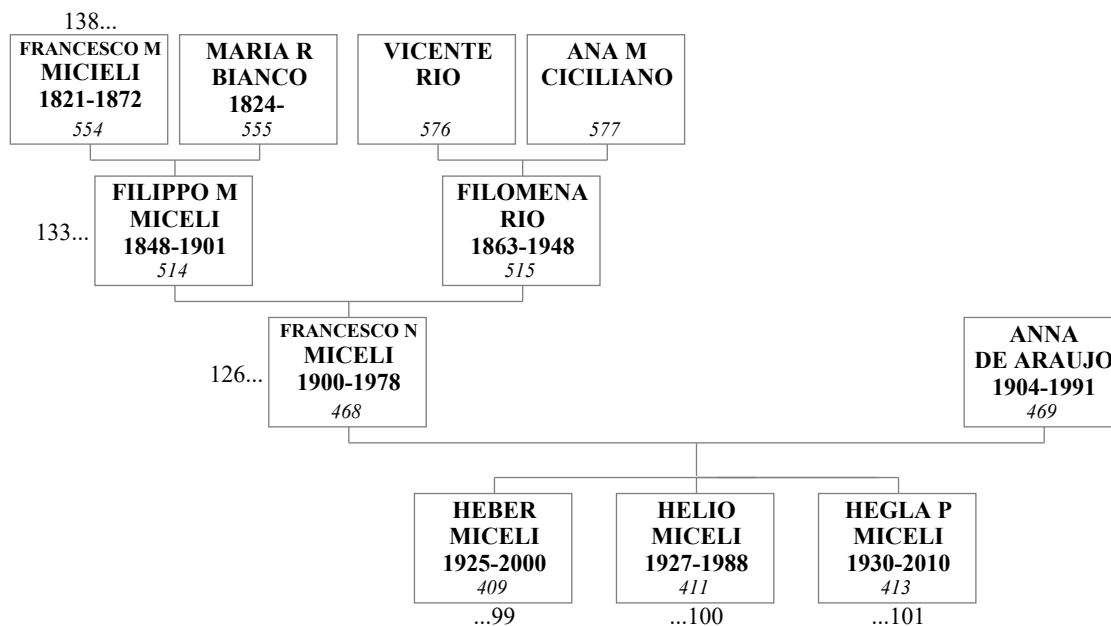 138...
FRANCESCO M
MICIELI
1821-1872
554
MARIA R
BIANCO
1824-
555
VICENTE
RIO
576
ANA M
CICILIANO
577
133...
FILIPPO M
MICELI
1848-1901
514
FILOMENA
RIO
1863-1948
515
126...
FRANCESCO N
MICELI
1900-1978
468
ANNA
DE ARAUJO
1904-1991
469
HEBER
MICELI
1925-2000
409
...99
HELIO
MICELI
1927-1988
411
...100
HEGLA P
MICELI
1930-2010
413
...101